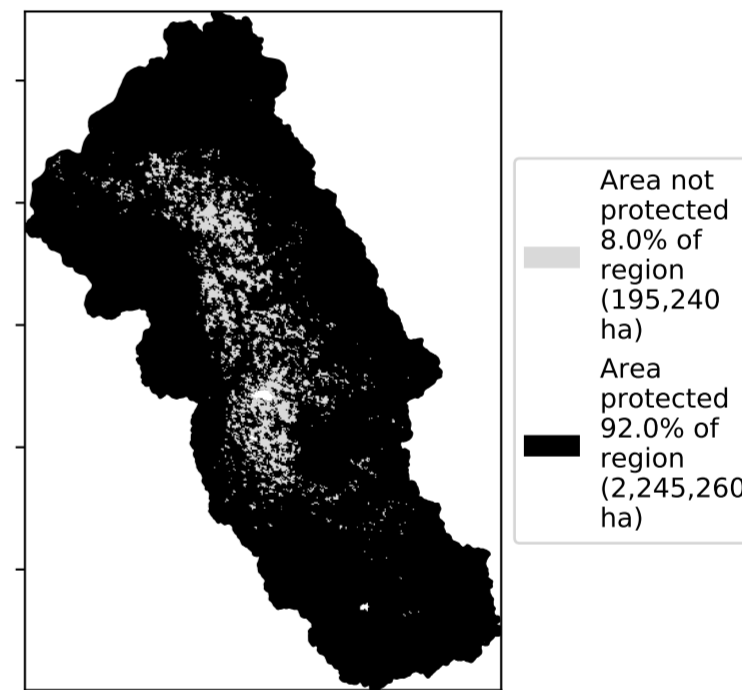 Area not
protected
8.0% of
region
(195,240
ha)
Area
protected
92.0% of
region
(2,245,260
ha)